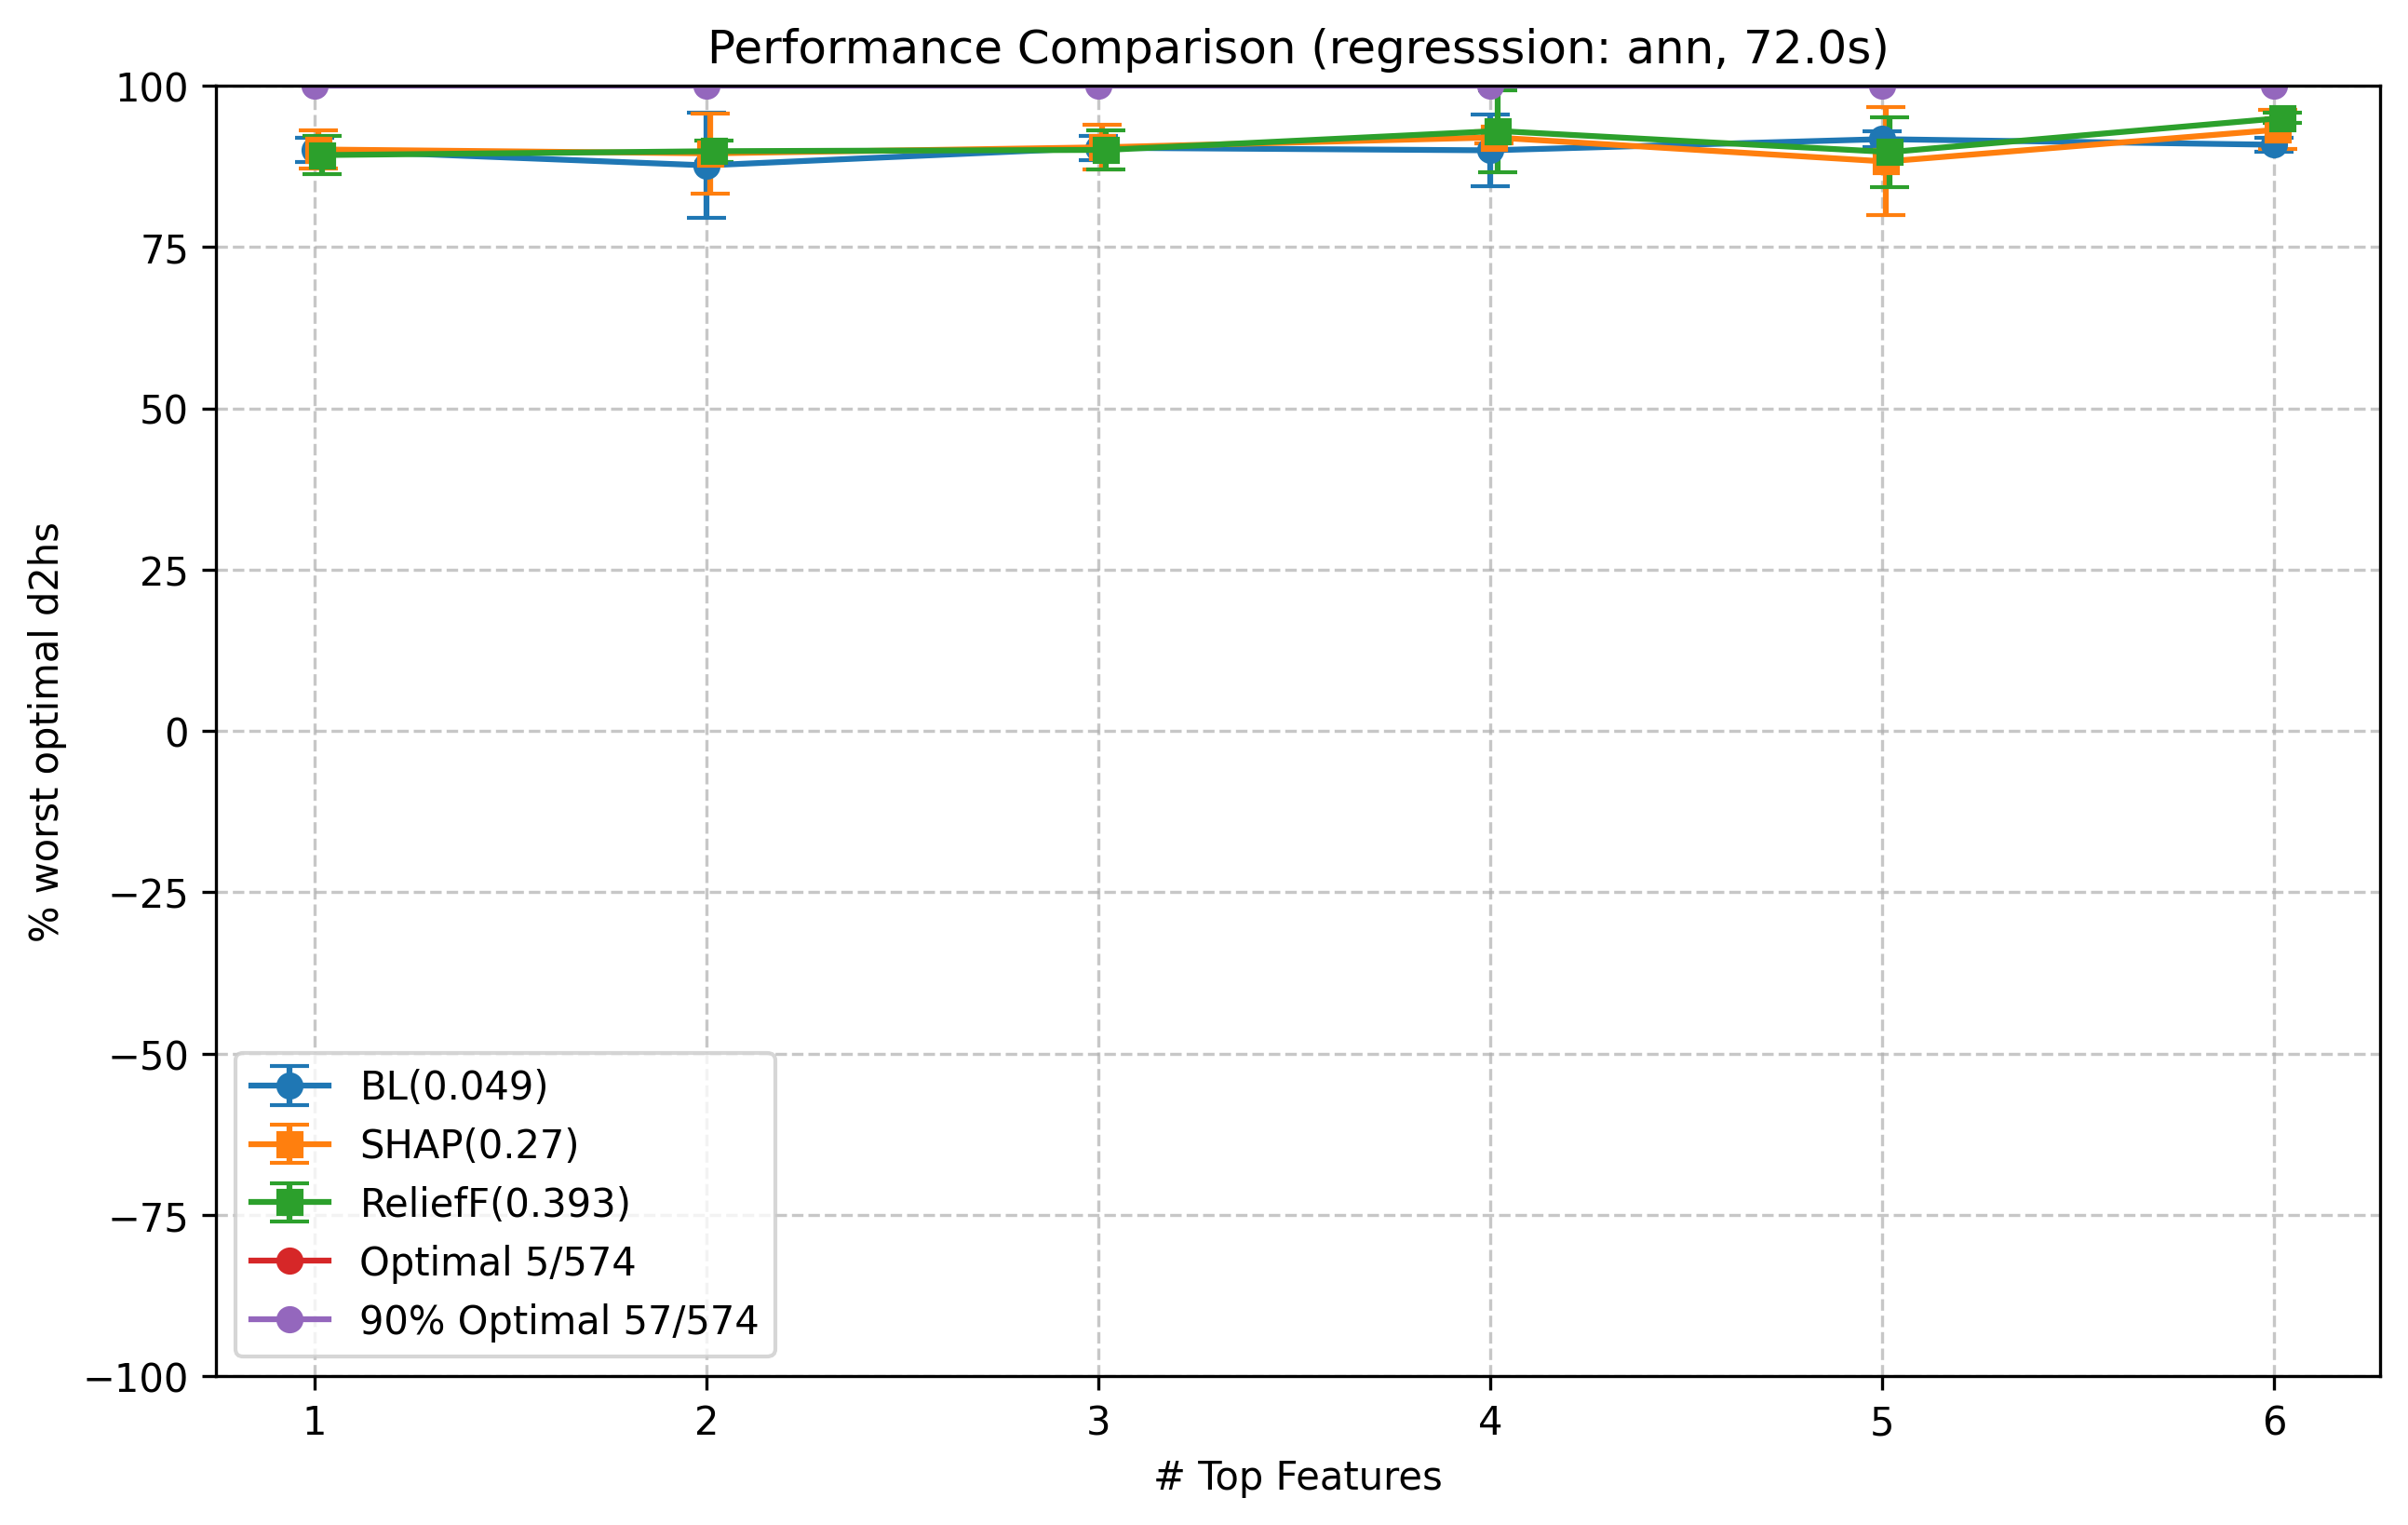 Performance Comparison (regresssion: ann, 72.0s)
% worst optimal d2hs
100
75
50
25
0
−25
−50
−75
−100
BL(0.049)
SHAP(0.27)
ReliefF(0.393)
Optimal 5/574
90% Optimal 57/574
1 2 3 4 5 6
# Top Features